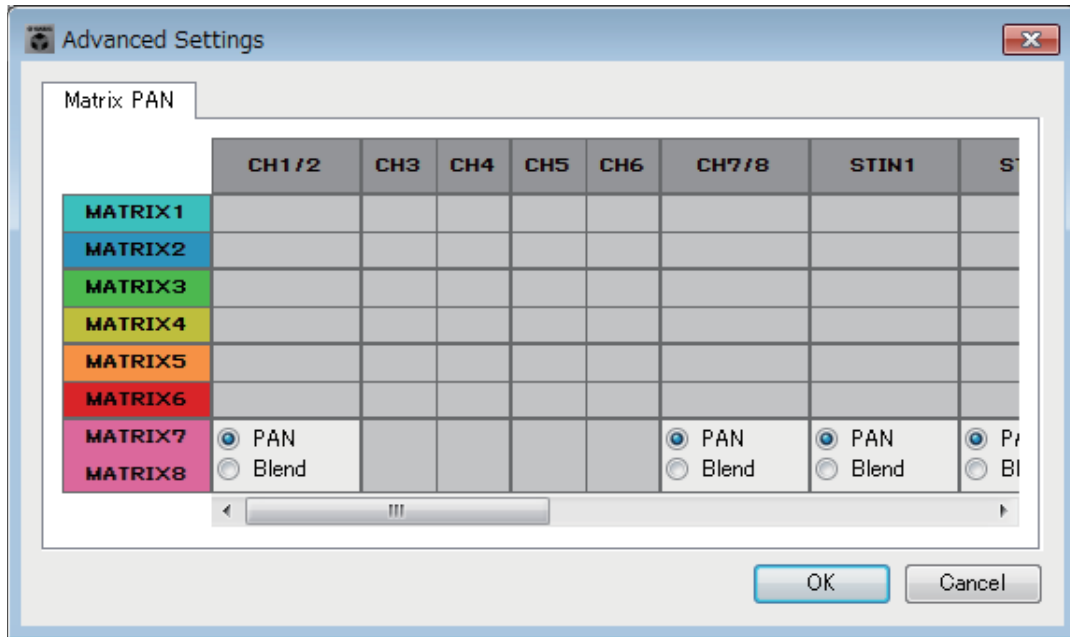 Advanced Settings
Matrix PAN
CH1/2 CH3 CH4 CH5 CH6 CH7/8 STIN1
MATRIX1
MATRIX2
MATRIX3
MATRIX4
MATRIX5
MATRIX6
MATRIX7 PAN PAN PAN
MATRIX8 Blend Blend Blend
OK Cancel